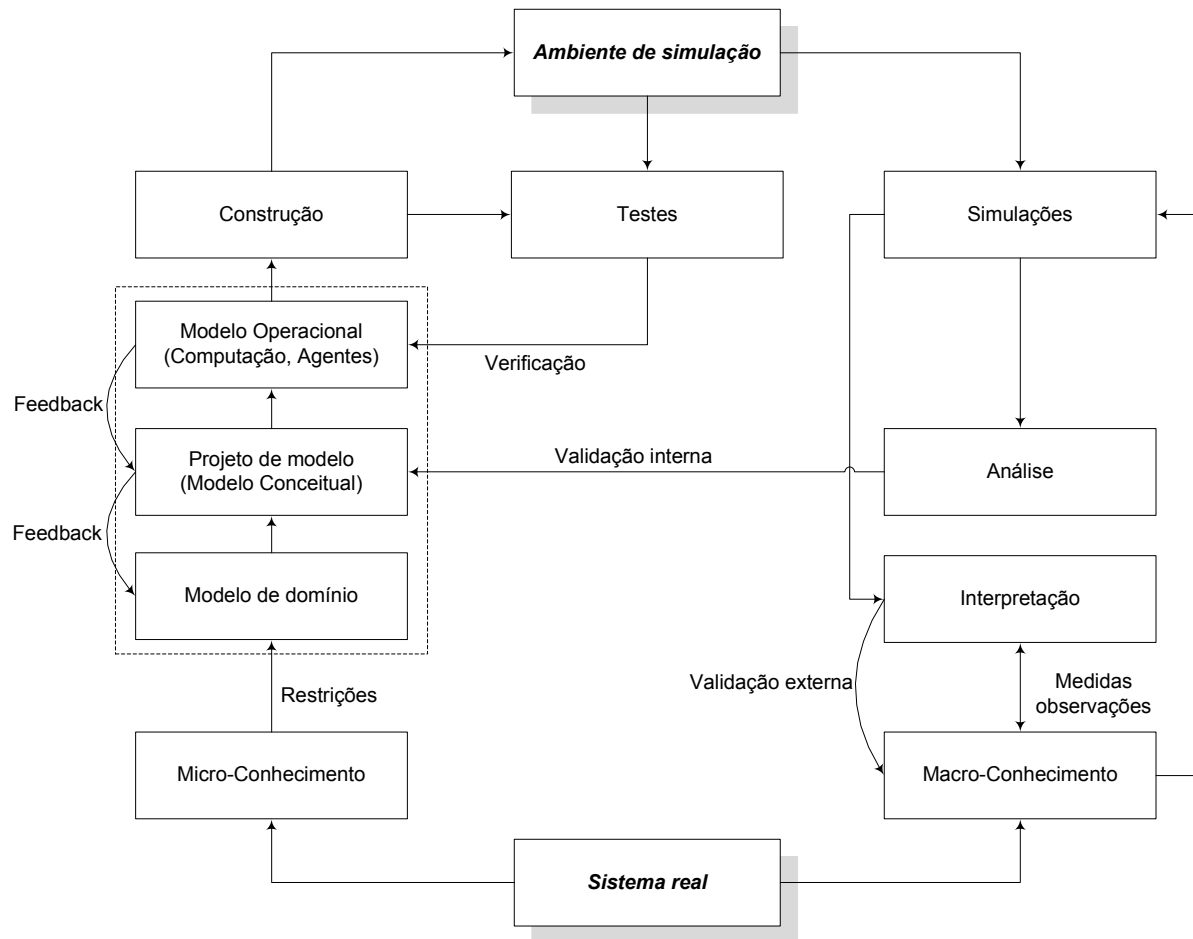 Ambiente de simulação
Construção
Testes
Simulações
Modelo Operacional
(Computação, Agentes)
Verificação
Feedback
Projeto de modelo
(Modelo Conceitual)
Validação interna
Análise
Feedback
Modelo de domínio
Interpretação
Validação externa
Restrições
Medidas
observações
Micro-Conhecimento
Macro-Conhecimento
Sistema real